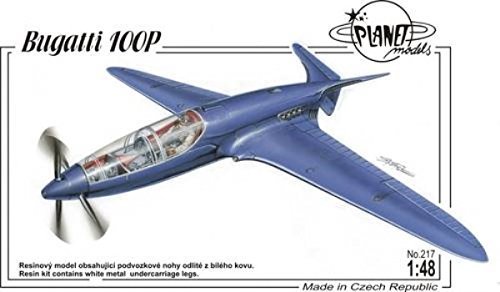 Bugatti 100P
PLANET
models
Resinový model obsahující podvozkové nohy odlité z bílého kovu.
Resin kit contains white metal undercarriage legs.
No.217
1:48
Made in Czech Republic